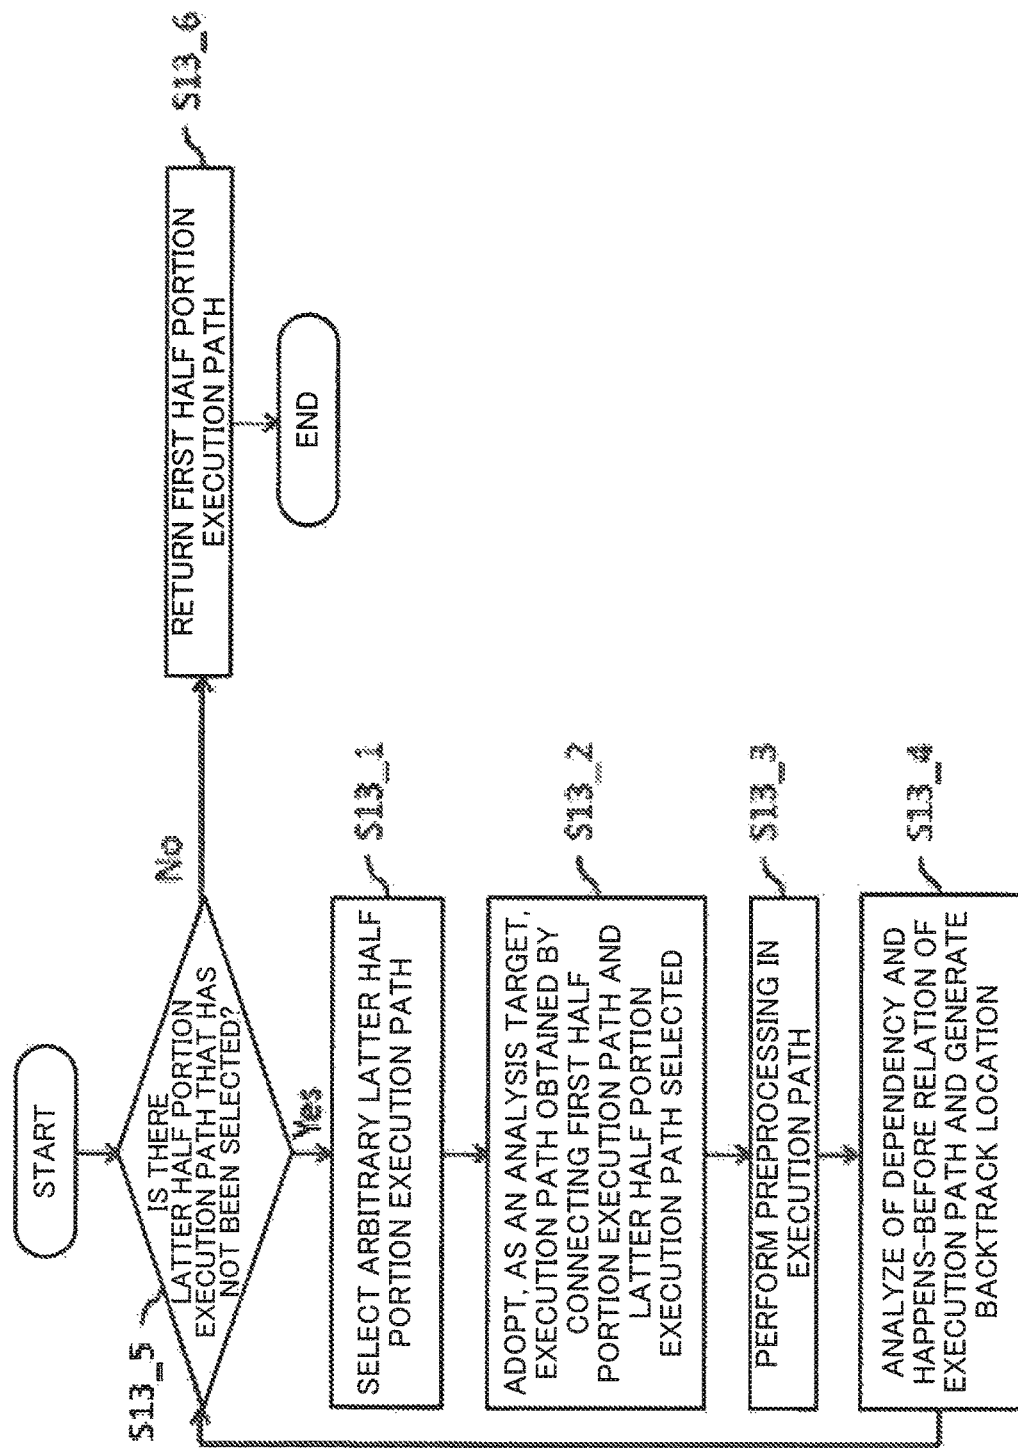 START
S13_5
IS THERE
LATTER HALF PORTION
EXECUTION PATH THAT HAS
NOT BEEN SELECTED?
No
Yes
SELECT ARBITRARY LATTER HALF
PORTION EXECUTION PATH
S13_1
ADOPT, AS AN ANALYSIS TARGET,
EXECUTION PATH OBTAINED BY
CONNECTING FIRST HALF
PORTION EXECUTION PATH AND
LATTER HALF PORTION
EXECUTION PATH SELECTED
S13_2
PERFORM PREPROCESSING IN
EXECUTION PATH
S13_3
ANALYZE OF DEPENDENCY AND
HAPPENS-BEFORE RELATION OF
EXECUTION PATH AND GENERATE
BACKTRACK LOCATION
S13_4
RETURN FIRST HALF PORTION
EXECUTION PATH
S13_6
END